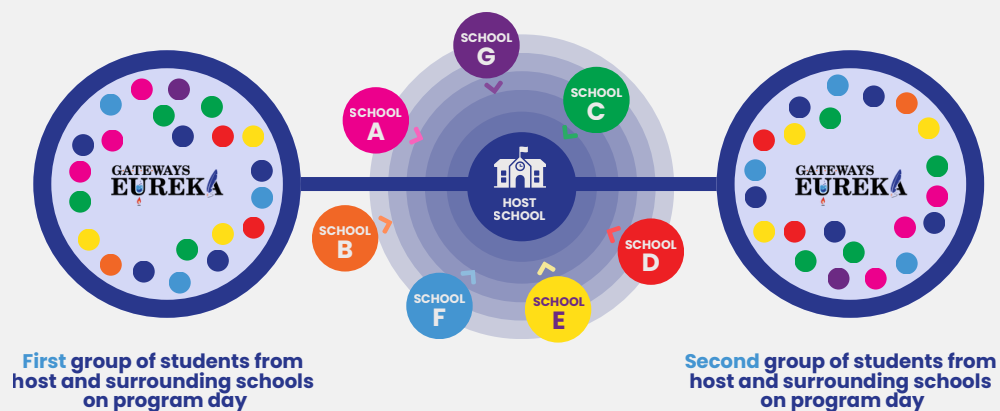 SCHOOL
G
SCHOOL
C
SCHOOL
A
GATEWAYS
EUREKA
HOST
SCHOOL
GATEWAYS
EUREKA
SCHOOL
B
SCHOOL
D
SCHOOL
F
SCHOOL
E
First group of students from
host and surrounding schools
on program day
Second group of students from
host and surrounding schools
on program day